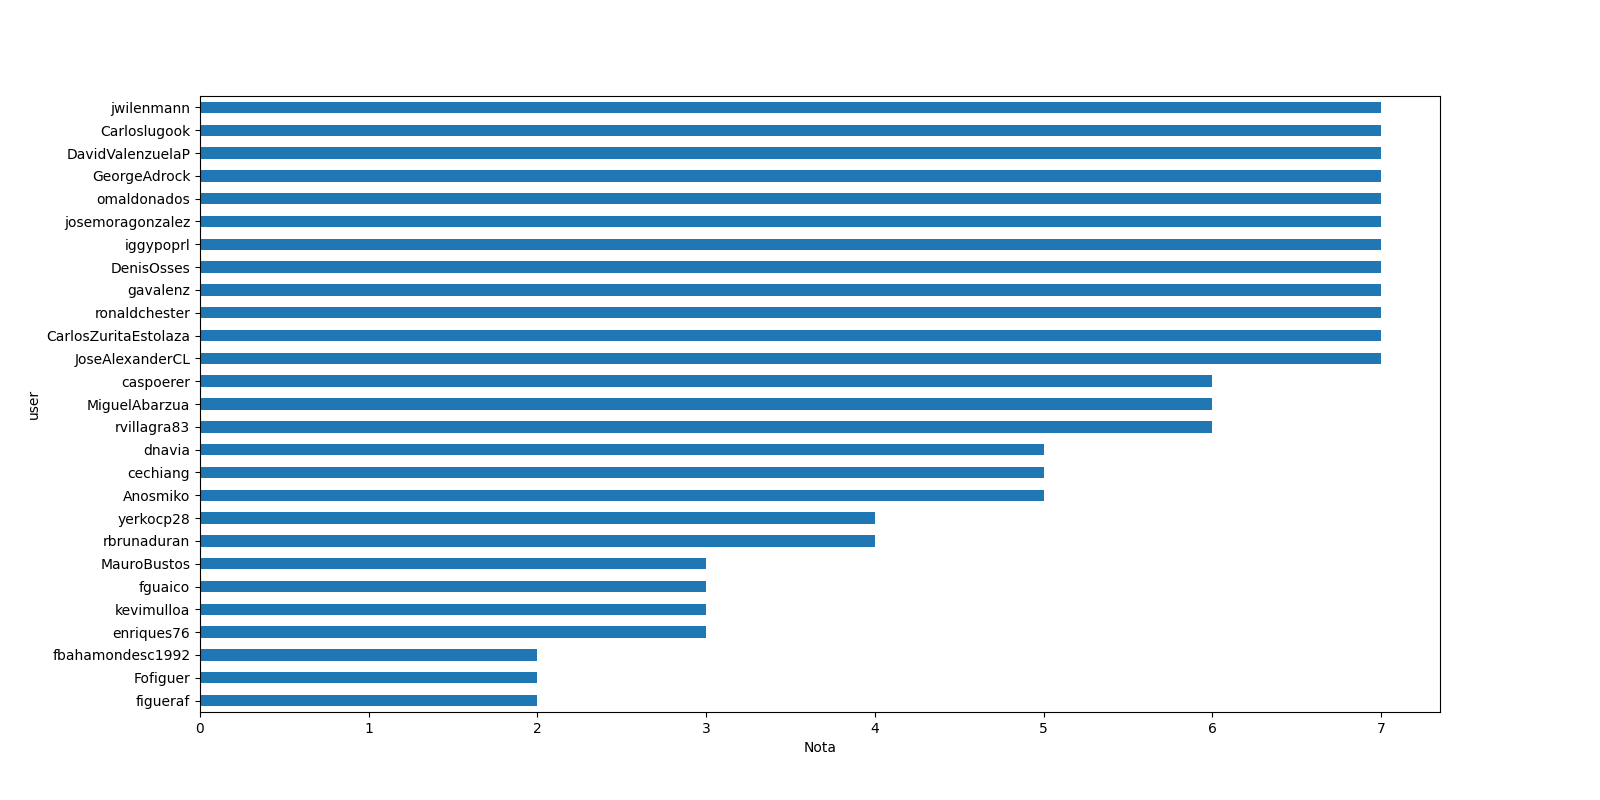 jwilenmann
Carloslugook
DavidValenzuelaP
GeorgeAdrock
omaldonados
josemoragonzalez
iggypoprl
DenisOsses
gavalenz
ronaldchester
CarlosZuritaEstolaza
JoseAlexanderCL
caspoerer
MiguelAbarzua
rvillagra83
dnavia
cechiang
Anosmiko
yerkocp28
rbrunaduran
MauroBustos
fguaico
kevimulloa
enriques76
fbahamondesc1992
Fofiguer
figueraf
user
0 1 2 3 4 5 6 7
Nota